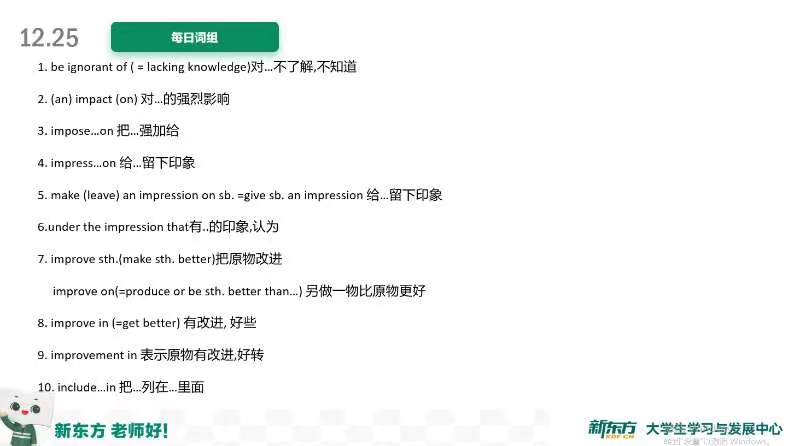 12.25
每日词组
1. be ignorant of ( = lacking knowledge)对...不了解,不知道
2. (an) impact (on) 对...的强烈影响
3. impose...on 把...强加给
4. impress...on 给...留下印象
5. make (leave) an impression on sb. =give sb. an impression 给...留下印象
6.under the impression that有..的印象,认为
7. improve sth.(make sth. better)把原物改进
improve on(=produce or be sth. better than...) 另做一物比原物更好
8. improve in (=get better) 有改进, 好些
9. improvement in 表示原物有改进,好转
10. include...in 把...列在...里面
新东方 老师好!
新东方 大学生学习与发展中心
XDF.CN
转到"设置"以激活 Windows。